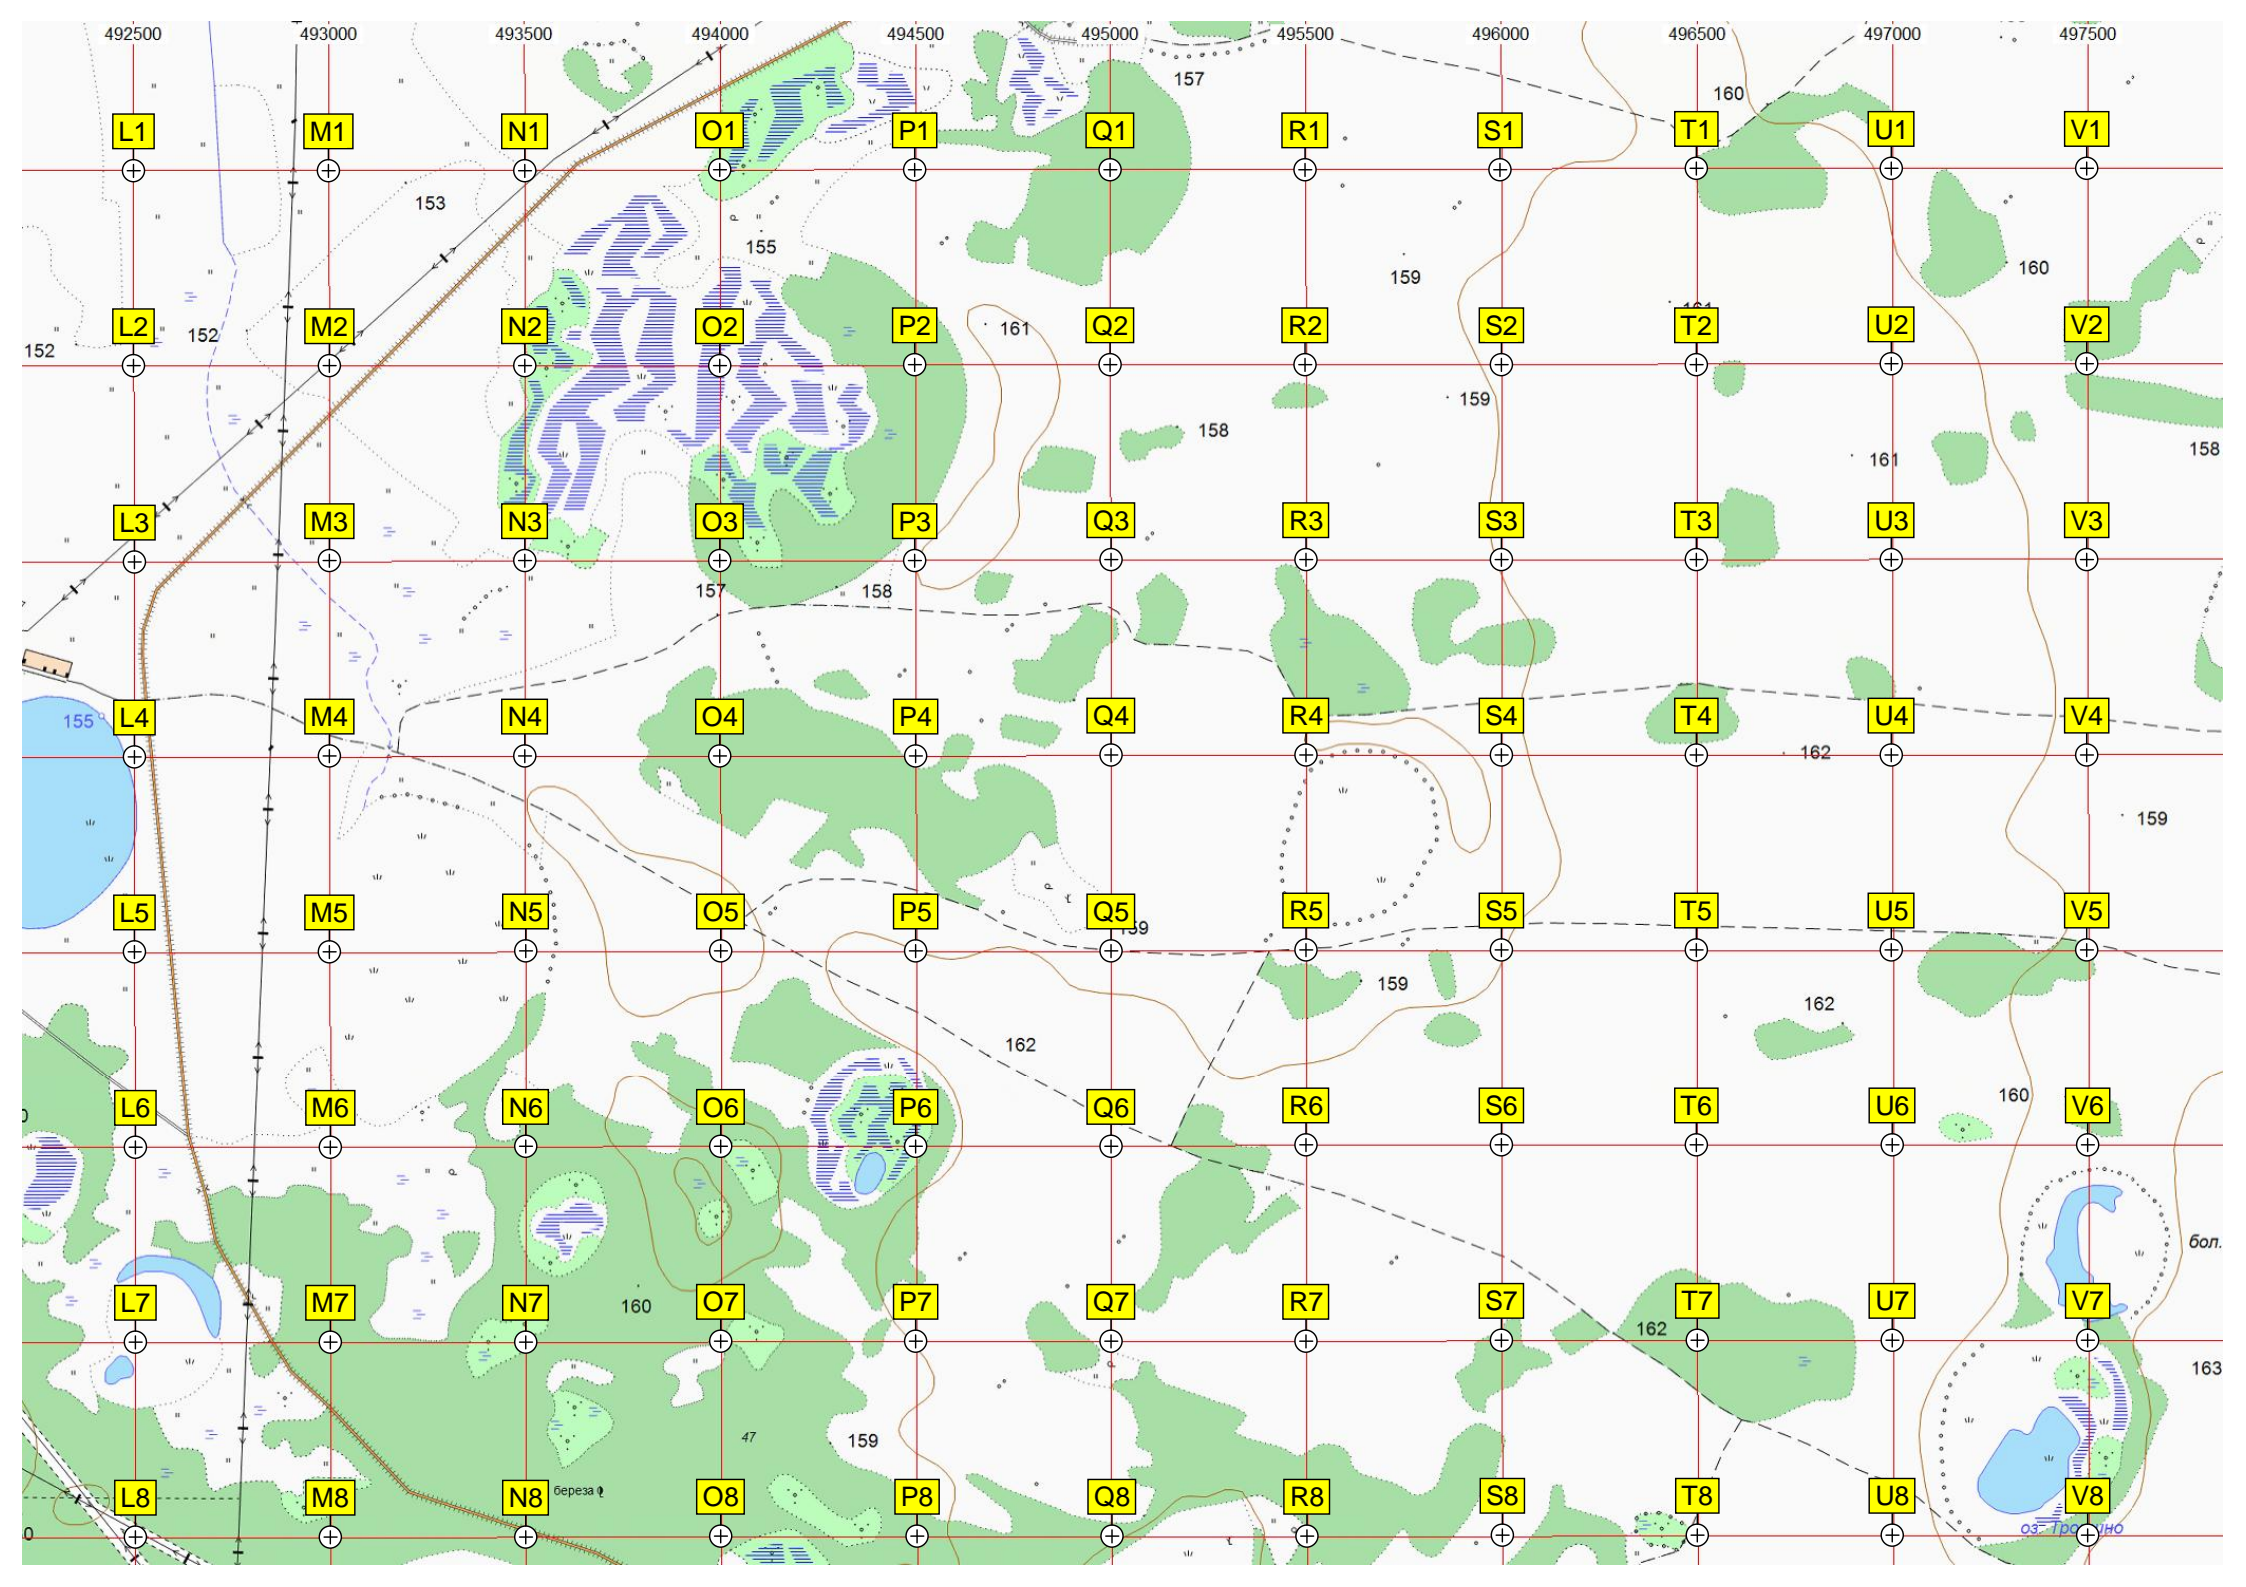 492500 493000 493500 494000 494500 495000 495500 496000 496500 497000 497500
157
160
L1 M1 N1 O1 P1 Q1 R1 S1 T1 U1 V1
153
155
159
160
161
161
L2 M2 N2 O2 P2 Q2 R2 S2 T2 U2 V2
152
152
159
158
161
158
L3 M3 N3 O3 P3 Q3 R3 S3 T3 U3 V3
157
158
155
L4 M4 N4 O4 P4 Q4 R4 S4 T4 U4 V4
162
159
L5 M5 N5 O5 P5 Q5 R5 S5 T5 U5 V5
159
159
162
162
160
L6 M6 N6 O6 P6 Q6 R6 S6 T6 U6 V6
бол.
L7 M7 N7 O7 P7 Q7 R7 S7 T7 U7 V7
160
162
163
47
159
береза
L8 M8 N8 O8 P8 Q8 R8 S8 T8 U8 V8
оз.